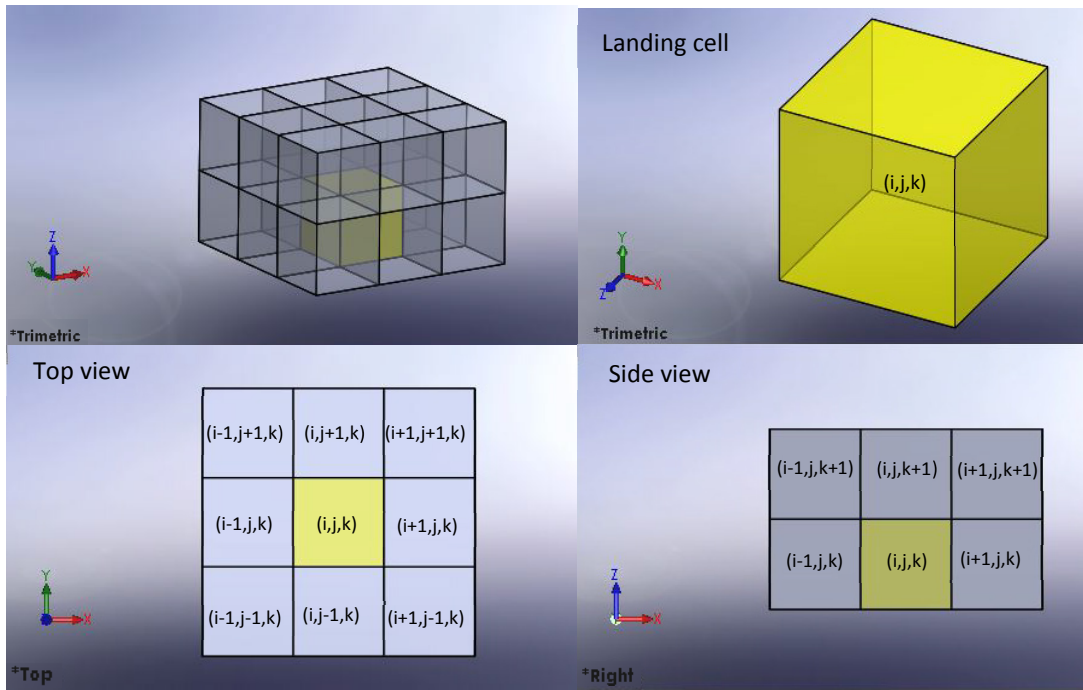 Z
Y
X
*Trimetric
Landing cell
(i,j,k)
Y
Z
X
*Trimetric
Top view
(i-1,j+1,k) (i,j+1,k) (i+1,j+1,k)
(i-1,j,k) (i,j,k) (i+1,j,k)
(i-1,j-1,k) (i,j-1,k) (i+1,j-1,k)
Y
X
*Top
Side view
(i-1,j,k+1) (i,j,k+1) (i+1,j,k+1)
(i-1,j,k) (i,j,k) (i+1,j,k)
Z
X
*Right